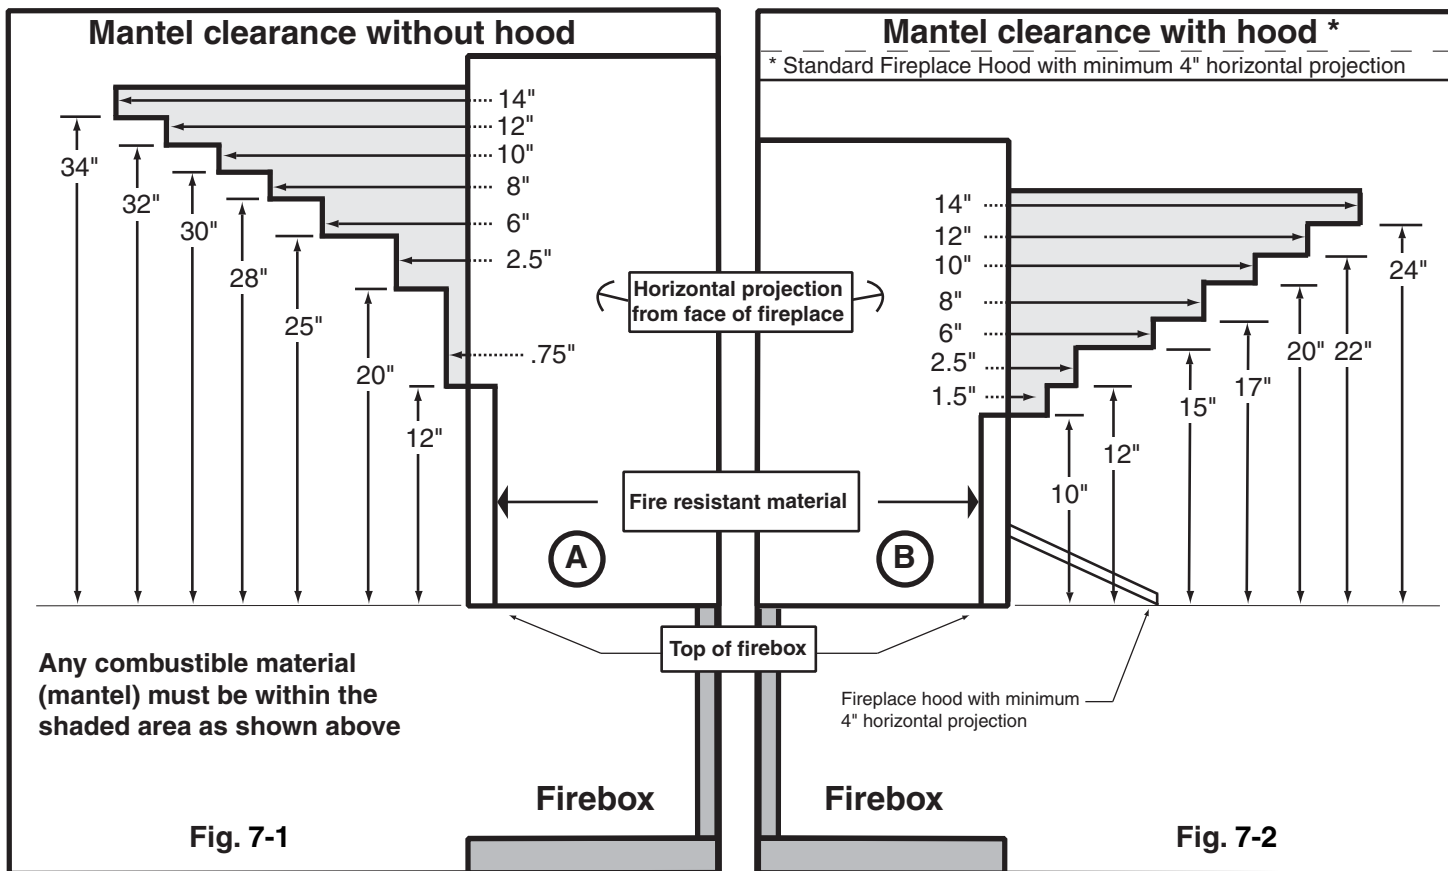 Mantel clearance without hood
14"
12"
10"
8"
6"
2.5"
.75"
34"
32"
30"
28"
25"
20"
12"
A
Any combustible material
(mantel) must be within the
shaded area as shown above
Firebox
Fig. 7-1
Horizontal projection
from face of fireplace
Fire resistant material
Top of firebox
Mantel clearance with hood *
* Standard Fireplace Hood with minimum 4" horizontal projection
14"
12"
10"
8"
6"
2.5"
1.5"
24"
22"
20"
17"
15"
12"
10"
B
Fireplace hood with minimum
4" horizontal projection
Firebox
Fig. 7-2